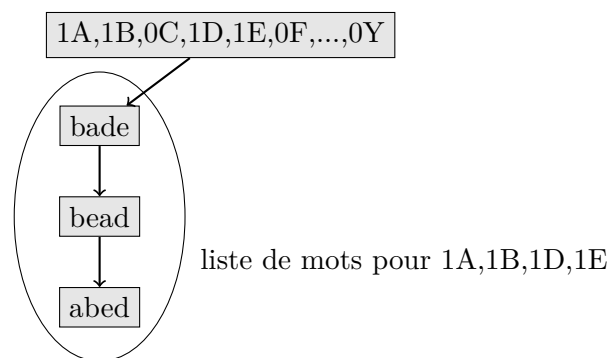 1A,1B,0C,1D,1E,0F,...,0Y
bade
bead
liste de mots pour 1A,1B,1D,1E
abed